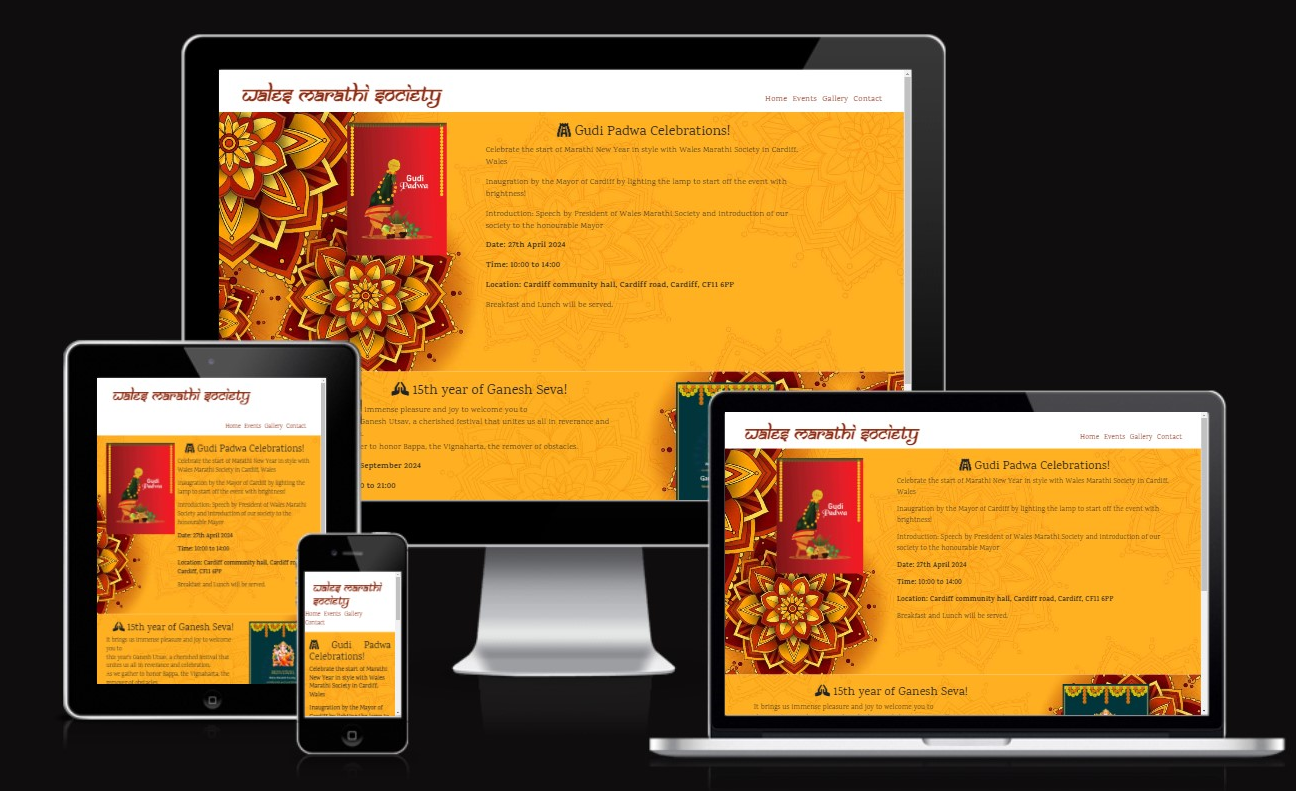 wales marathi society
Home Events Gallery Contact
Gudi Padwa Celebrations!
Celebrate the start of Marathi New Year in style with Wales Marathi Society in Cardiff,
Wales
Inaugration by the Mayor of Cardiff by lighting the lamp to start off the event with
brightness!
Introduction: Speech by President of Wales Marathi Society and introduction of our
society to the honourable Mayor
Date: 27th April 2024
Time: 10:00 to 14:00
Location: Cardiff community hall, Cardiff road, Cardiff, CF11 6PP
Breakfast and Lunch will be served.
Gudi
Padwa
15th year of Ganesh Seva!
immense pleasure and joy to welcome you to
Ganesh Utsav, a cherished festival that unites us all in reverance and
er to honor Bappa, the Vignaharta, the remover of obstacles.
September 2024
0 to 21:00
wales marathi society
Home Events Gallery Contact
Gudi Padwa Celebrations!
Celebrate the start of Marathi New Year in style with
Wales Marathi Society in Cardiff, Wales
Inaugration by the Mayor of Cardiff by lighting the
lamp to start off the event with brightness!
Introduction: Speech by President of Wales Marathi
Society and introduction of our society to the
honourable Mayor
Date: 27th April 2024
Time: 10:00 to 14:00
Location: Cardiff community hall, Cardiff
Cardiff, CF11 6PP
Breakfast and Lunch will be served.
Gudi
Padwa
15th year of Ganesh Seva!
It brings us immense pleasure and joy to welcome
you to
this year's Ganesh Utsav, a cherished festival that
unites us all in reverance and celebration.
As we gather to honor Bappa, the Vignaharta, the
remover of obstacles.
wales marathi
society
Home Events Gallery
Contact
Gudi Padwa
Celebrations!
Celebrate the start of Marathi
New Year in style with Wales
Marathi Society in Cardiff,
Wales
Inaugration by the Mayor of
Cardiff by lighting the lamp to
wales marathi society
Home Events Gallery Contact
Gudi Padwa Celebrations!
Celebrate the start of Marathi New Year in style with Wales Marathi Society in Cardiff,
Wales
Inaugration by the Mayor of Cardiff by lighting the lamp to start off the event with
brightness!
Introduction: Speech by President of Wales Marathi Society and introduction of our
society to the honourable Mayor
Date: 27th April 2024
Time: 10:00 to 14:00
Location: Cardiff community hall, Cardiff road, Cardiff, CF11 6PP
Breakfast and Lunch will be served.
Gudi
Padwa
15th year of Ganesh Seva!
It brings us immense pleasure and joy to welcome you to